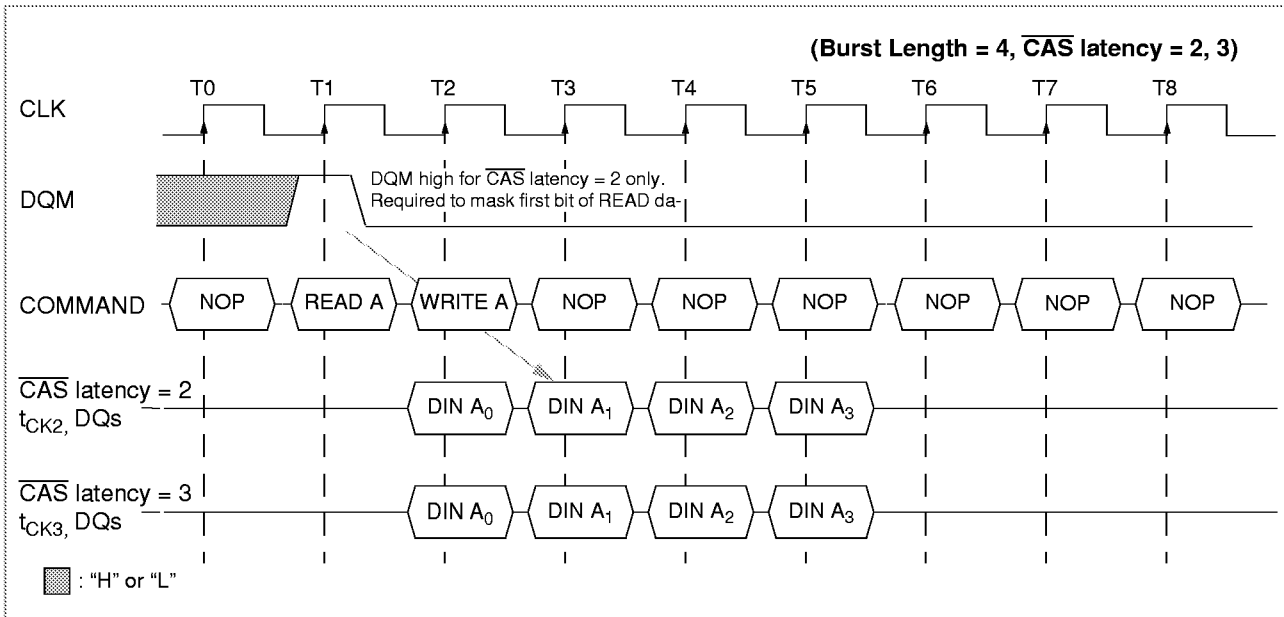 (Burst Length = 4, CAS latency = 2, 3)
T0 T1 T2 T3 T4 T5 T6 T7 T8
CLK
DQM high for CAS latency = 2 only.
Required to mask first bit of READ da-
DQM
COMMAND NOP READ A WRITE A NOP NOP NOP NOP NOP NOP
CAS latency = 2
tCK2, DQs DIN A0 DIN A1 DIN A2 DIN A3
CAS latency = 3
tCK3, DQs DIN A0 DIN A1 DIN A2 DIN A3
: “H” or “L”